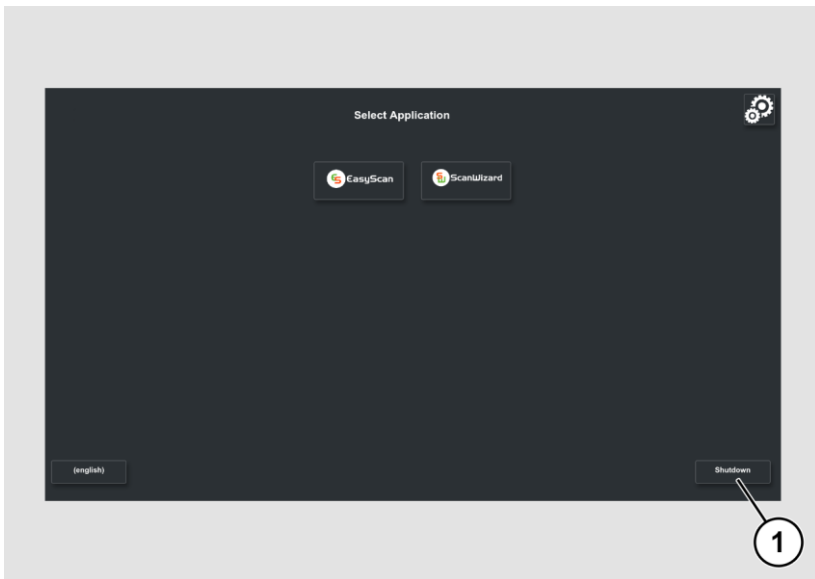 Select Application
EasyScan
ScanWizard
(english)
Shutdown
1